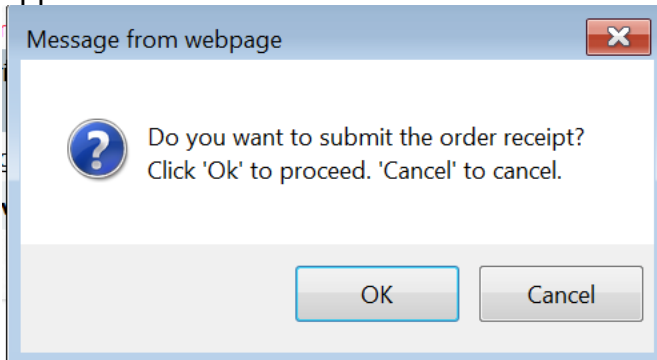 Message from webpage
Do you want to submit the order receipt?
Click 'Ok' to proceed. 'Cancel' to cancel.
OK
Cancel